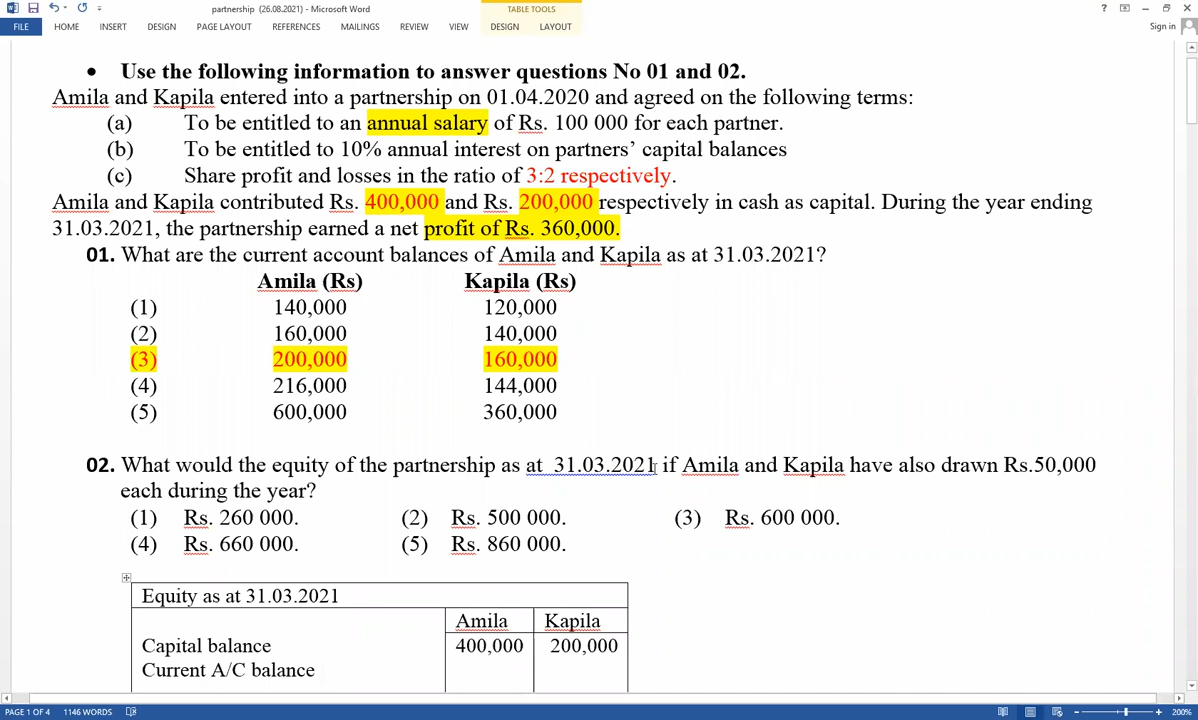 partnership (26.08.2021) - Microsoft Word
TABLE TOOLS
?
FILE HOME INSERT DESIGN PAGE LAYOUT REFERENCES MAILINGS REVIEW VIEW DESIGN LAYOUT Sign in
• Use the following information to answer questions No 01 and 02.
Amila and Kapila entered into a partnership on 01.04.2020 and agreed on the following terms:
(a) To be entitled to an annual salary of Rs. 100 000 for each partner.
(b) To be entitled to 10% annual interest on partners’ capital balances
(c) Share profit and losses in the ratio of 3:2 respectively.
Amila and Kapila contributed Rs. 400,000 and Rs. 200,000 respectively in cash as capital. During the year ending
31.03.2021, the partnership earned a net profit of Rs. 360,000.
01. What are the current account balances of Amila and Kapila as at 31.03.2021?
Amila (Rs) Kapila (Rs)
(1) 140,000 120,000
(2) 160,000 140,000
(3) 200,000 160,000
(4) 216,000 144,000
(5) 600,000 360,000
02. What would the equity of the partnership as at 31.03.2021 if Amila and Kapila have also drawn Rs.50,000
each during the year?
(1) Rs. 260 000. (2) Rs. 500 000. (3) Rs. 600 000.
(4) Rs. 660 000. (5) Rs. 860 000.
Equity as at 31.03.2021
Amila Kapila
Capital balance 400,000 200,000
Current A/C balance
PAGE 1 OF 4 1146 WORDS 200%